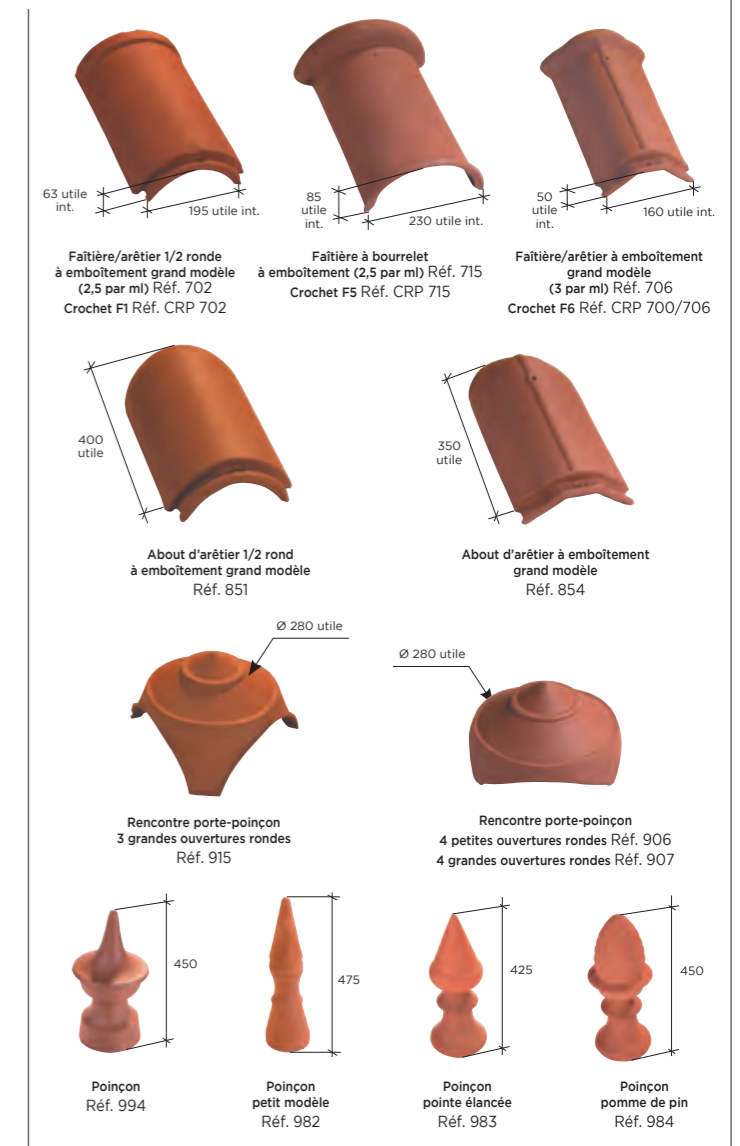 63 utile
int.
195 utile int.
85
utile
int.
230 utile int.
50
utile
int.
160 utile int.
Faîtière/arêtier 1/2 ronde
à emboîtement grand modèle
(2,5 par ml) Réf. 702
Crochet F1 Réf. CRP 702
Faîtière à bourrelet
à emboîtement (2,5 par ml) Réf. 715
Crochet F5 Réf. CRP 715
Faîtière/arêtier à emboîtement
grand modèle
(3 par ml) Réf. 706
Crochet F6 Réf. CRP 700/706
400
utile
350
utile
About d'arêtier 1/2 rond
à emboîtement grand modèle
Réf. 851
About d'arêtier à emboîtement
grand modèle
Réf. 854
Ø 280 utile
Ø 280 utile
Rencontre porte-poinçon
3 grandes ouvertures rondes
Réf. 915
Rencontre porte-poinçon
4 petites ouvertures rondes Réf. 906
4 grandes ouvertures rondes Réf. 907
450
475
425
450
Poinçon
Réf. 994
Poinçon
petit modèle
Réf. 982
Poinçon
pointe élancée
Réf. 983
Poinçon
pomme de pin
Réf. 984